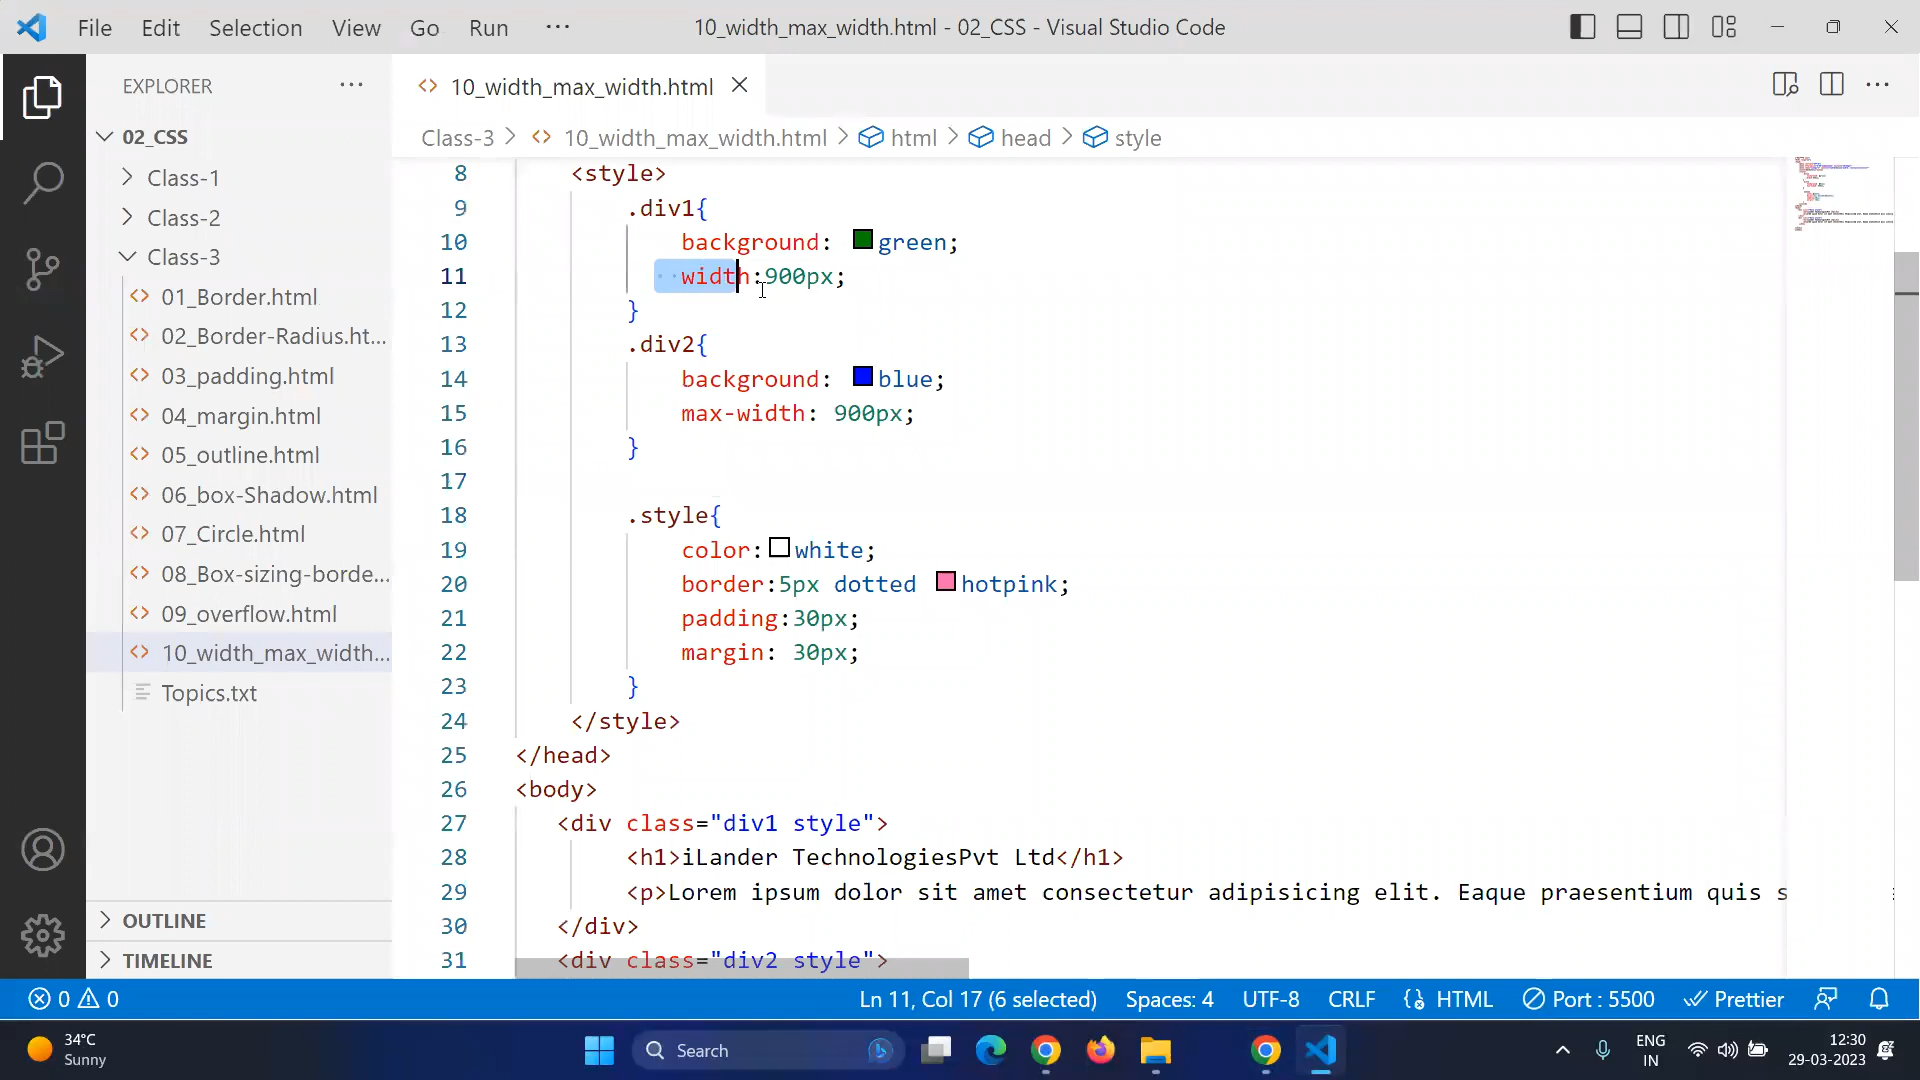 File Edit Selection View Go Run ··· 10_width_max_width.html - 02_CSS - Visual Studio Code
EXPLORER ···
10_width_max_width.html
Class-3 > 10_width_max_width.html > html > head > style
02_CSS
Class-1
Class-2
Class-3
01_Border.html
02_Border-Radius.ht...
03_padding.html
04_margin.html
05_outline.html
06_box-Shadow.html
07_Circle.html
08_Box-sizing-borde...
09_overflow.html
10_width_max_width...
Topics.txt
OUTLINE
TIMELINE
8 <style>
9 .div1{
10 background: green;
11 width:900px;
12 }
13 .div2{
14 background: blue;
15 max-width: 900px;
16 }
17
18 .style{
19 color:white;
20 border:5px dotted hotpink;
21 padding:30px;
22 margin: 30px;
23 }
24 </style>
25 </head>
26 <body>
27 <div class="div1 style">
28 <h1>iLander TechnologiesPvt Ltd</h1>
29 <p>Lorem ipsum dolor sit amet consectetur adipisicing elit. Eaque praesentium quis s
30 </div>
31 <div class="div2 style">
0 0 Ln 11, Col 17 (6 selected) Spaces: 4 UTF-8 CRLF HTML Port : 5500 Prettier
34°C
Sunny
Search
ENG
IN
12:30
29-03-2023